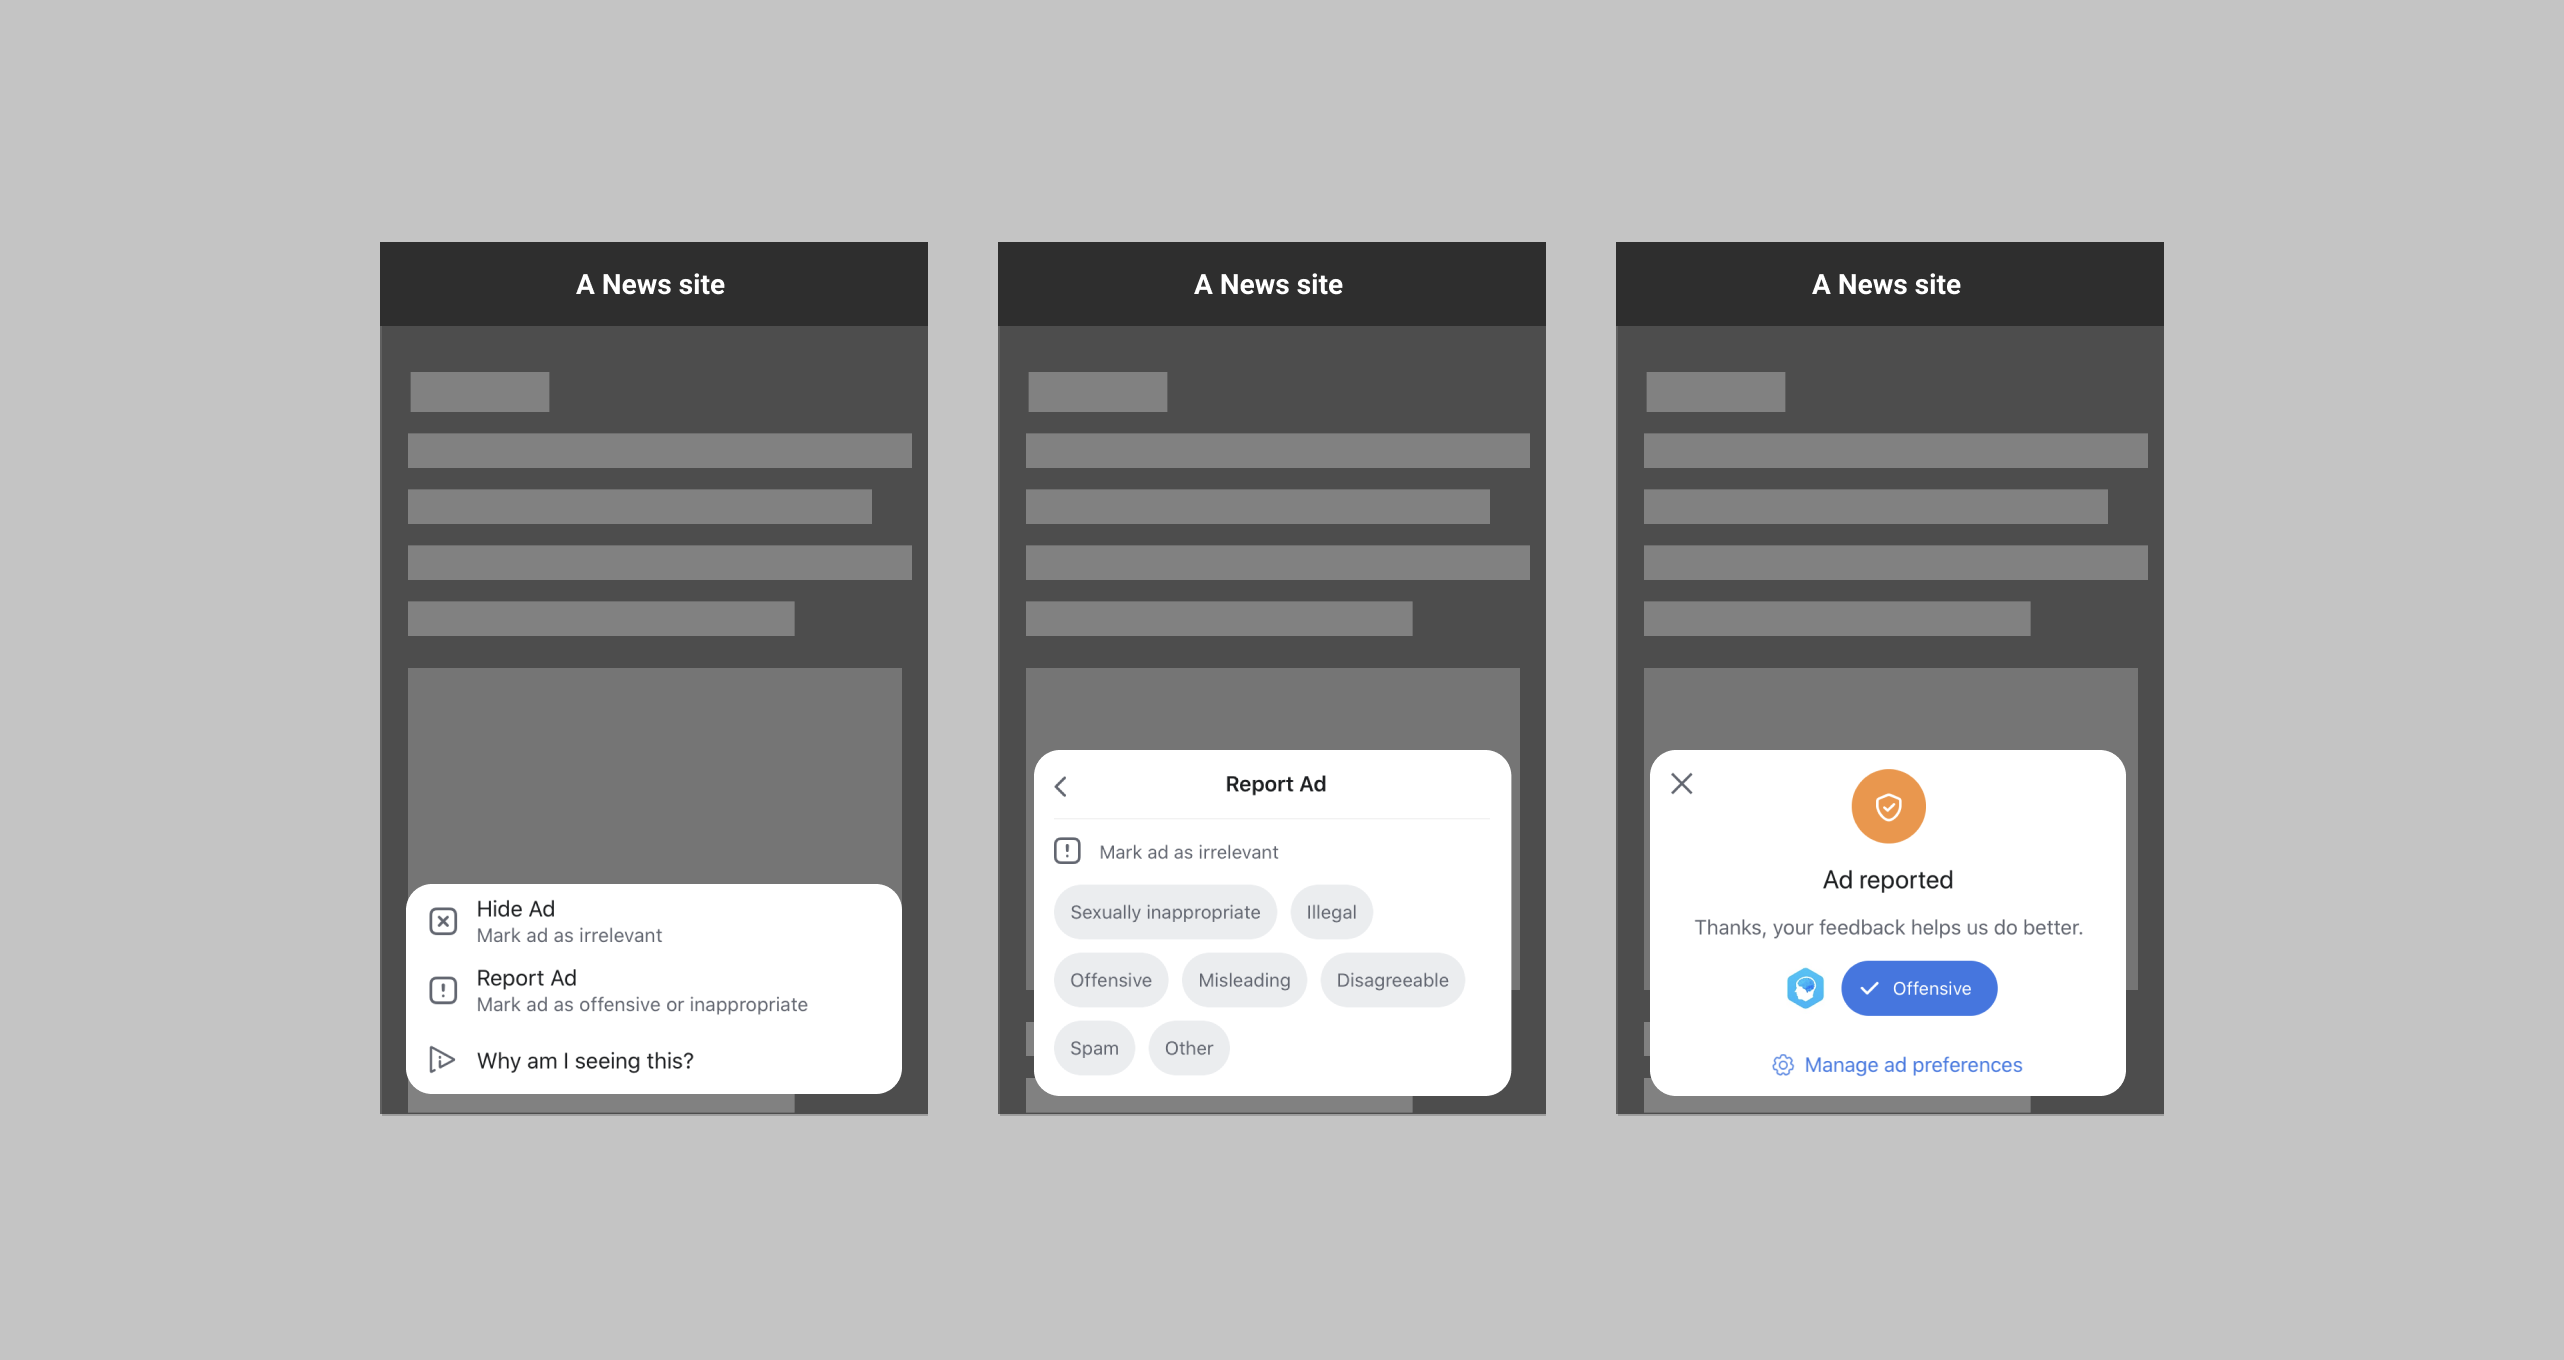 A News site
Hide Ad
Mark ad as irrelevant
Report Ad
Mark ad as offensive or inappropriate
Why am I seeing this?
A News site
Report Ad
Mark ad as irrelevant
Sexually inappropriate Illegal
Offensive Misleading Disagreeable
Spam Other
A News site
Ad reported
Thanks, your feedback helps us do better.
Offensive
Manage ad preferences